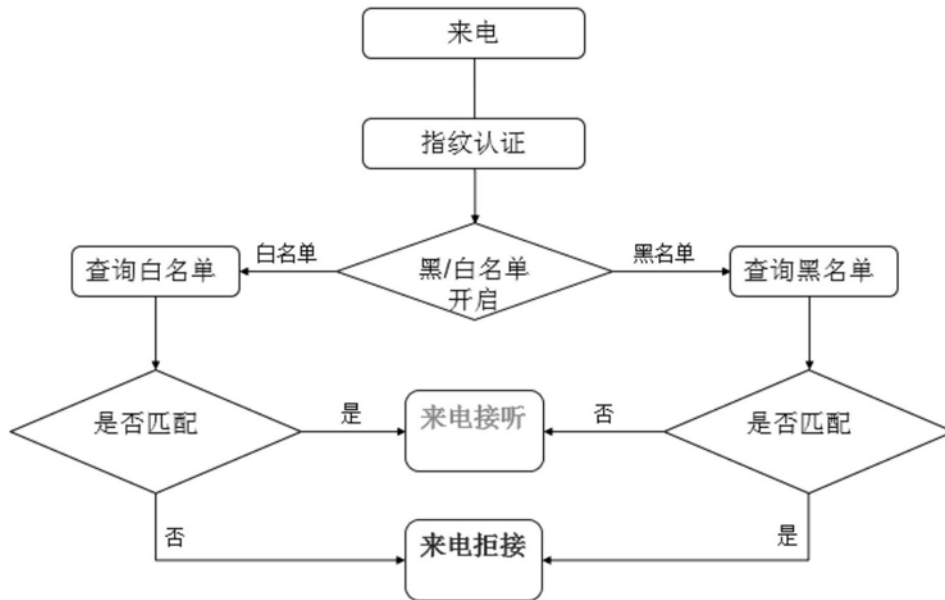 来电
指纹认证
白名单
黑名单
查询白名单
黑/白名单
开启
查询黑名单
是否匹配
是
来电接听
否
是否匹配
否
来电拒接
是